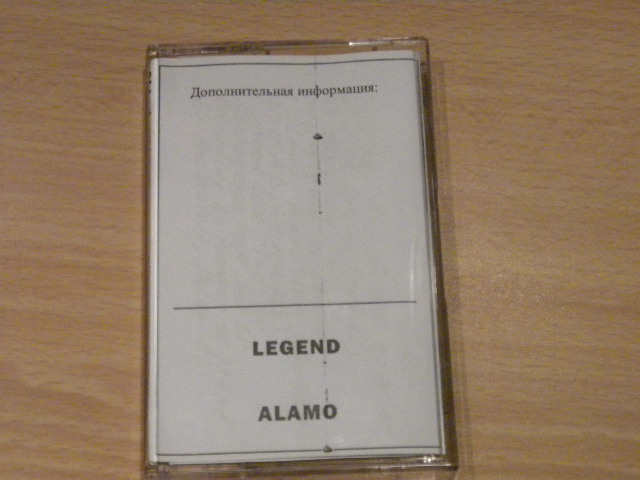 Дополнительная информация:
LEGEND
ALAMO